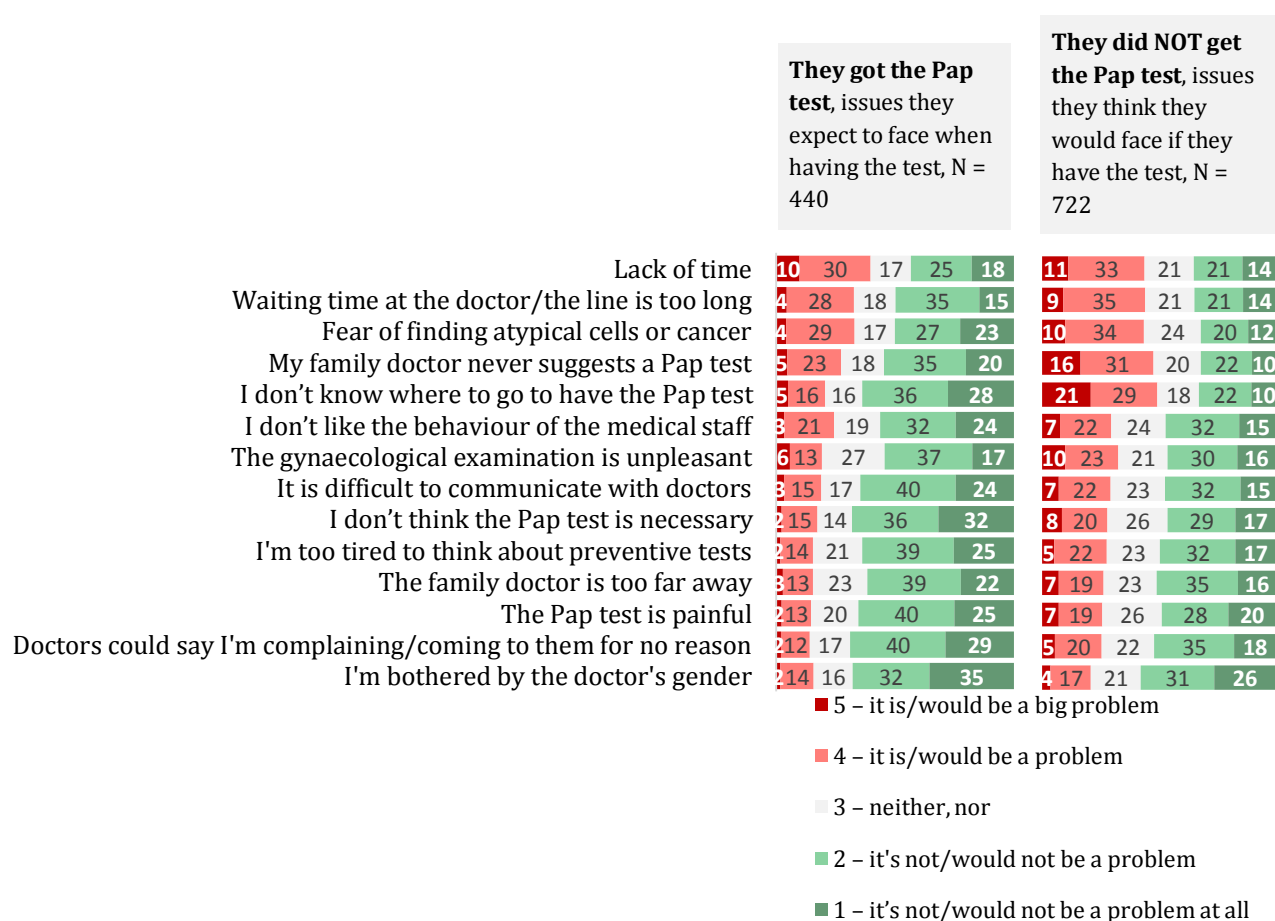 They got the Pap
test, issues they
expect to face when
having the test, N =
440
They did NOT get
the Pap test, issues
they think they
would face if they
have the test, N =
722
Lack of time 10 30 17 25 18 11 33 21 21 14
Waiting time at the doctor/the line is too long 4 28 18 35 15 9 35 21 21 14
Fear of finding atypical cells or cancer 4 29 17 27 23 10 34 24 20 12
My family doctor never suggests a Pap test 5 23 18 35 20 16 31 20 22 10
I don’t know where to go to have the Pap test 5 16 16 36 28 21 29 18 22 10
I don’t like the behaviour of the medical staff 3 21 19 32 24 7 22 24 32 15
The gynaecological examination is unpleasant 6 13 27 37 17 10 23 21 30 16
It is difficult to communicate with doctors 3 15 17 40 24 7 22 23 32 15
I don’t think the Pap test is necessary 2 15 14 36 32 8 20 26 29 17
I'm too tired to think about preventive tests 2 14 21 39 25 5 22 23 32 17
The family doctor is too far away 3 13 23 39 22 7 19 23 35 16
The Pap test is painful 2 13 20 40 25 7 19 26 28 20
Doctors could say I'm complaining/coming to them for no reason 2 12 17 40 29 5 20 22 35 18
I'm bothered by the doctor's gender 2 14 16 32 35 4 17 21 31 26
5 – it is/would be a big problem
4 – it is/would be a problem
3 – neither, nor
2 – it's not/would not be a problem
1 – it’s not/would not be a problem at all